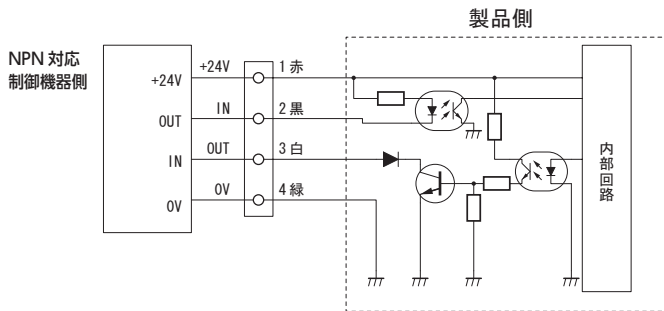 製品側
NPN 対応
制御機器側
+24V
OUT
IN
0V
+24V
IN
OUT
0V
1 赤
2 黒
3 白
4 緑
内部回路